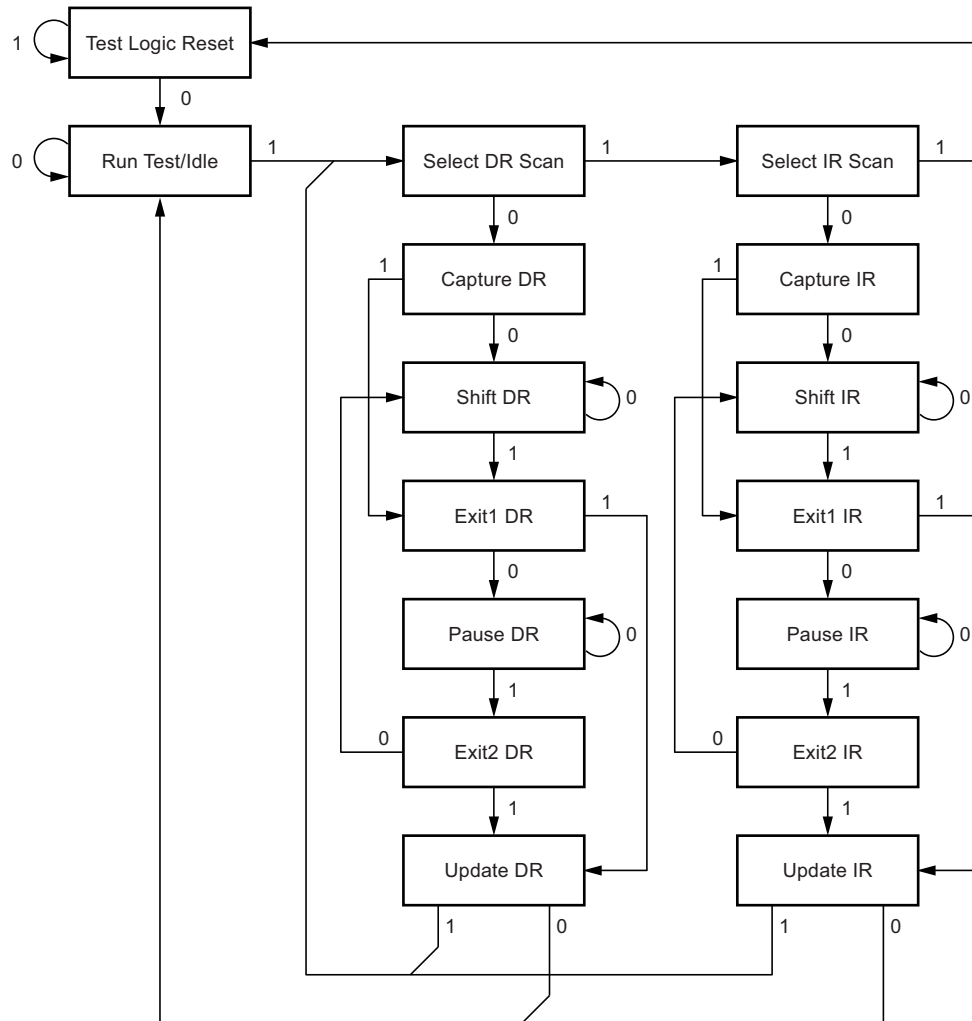 Test Logic Reset
1
0
Run Test/Idle
0
1
Select DR Scan
1
Select IR Scan
1
0
0
1
Capture DR
1
Capture IR
0
0
Shift DR
0
Shift IR
0
1
1
Exit1 DR
1
Exit1 IR
1
0
0
Pause DR
0
Pause IR
0
1
1
0
Exit2 DR
0
Exit2 IR
1
1
Update DR
Update IR
1
0
1
0